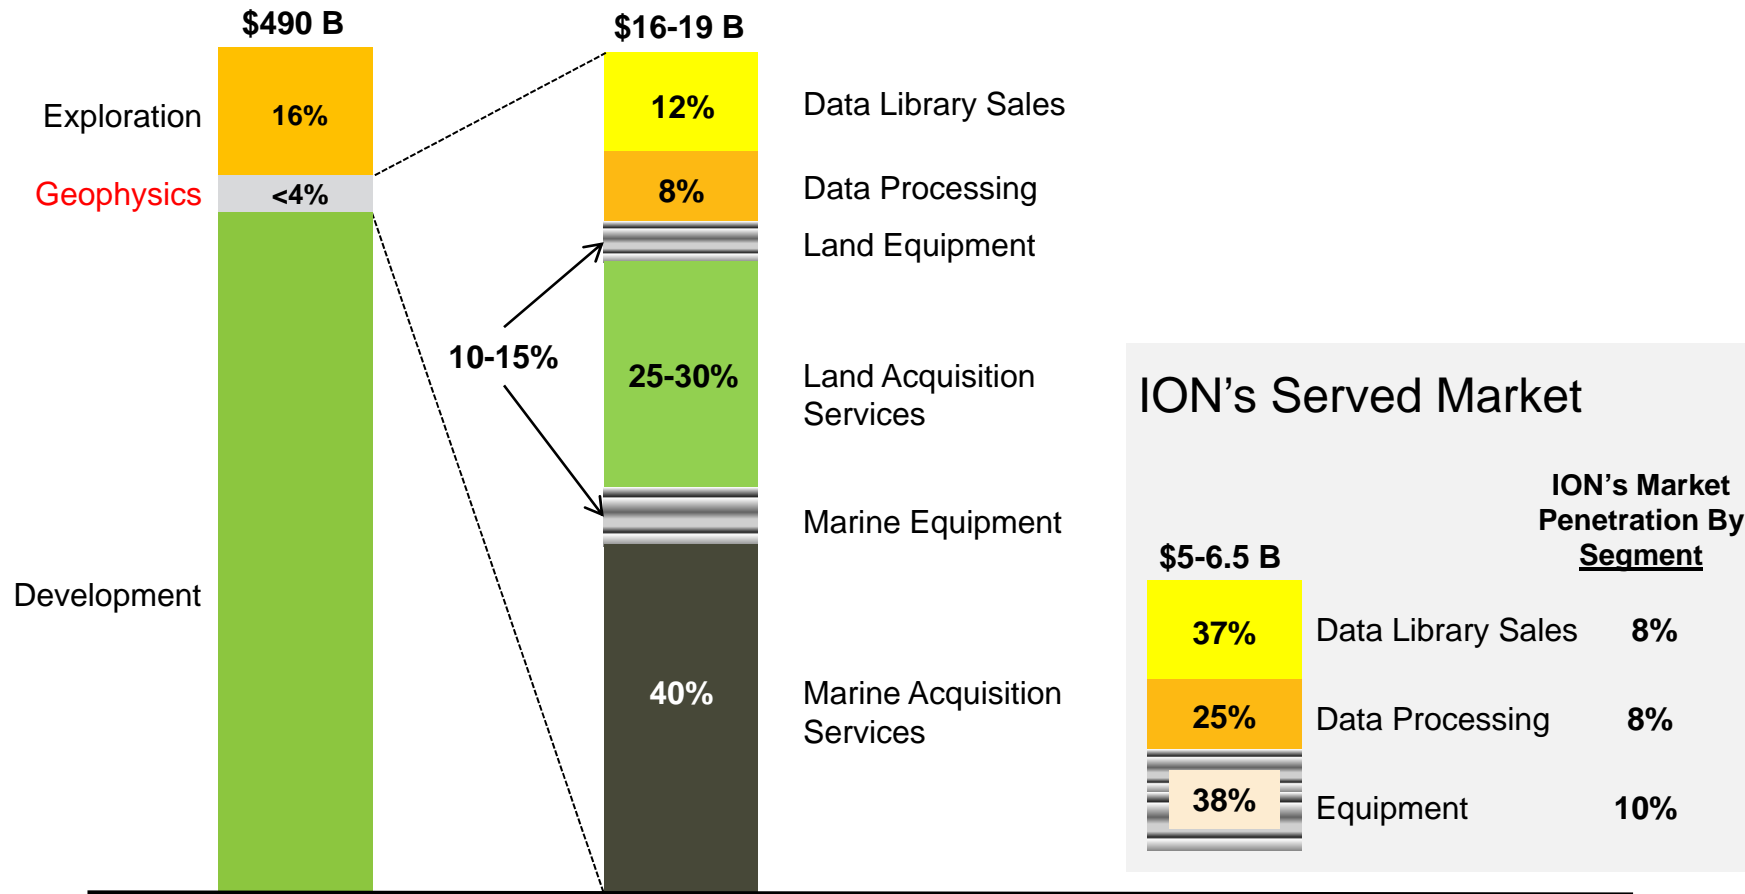 $490 B
Exploration
16%
Geophysics
<4%
Development
$16-19 B
12%
Data Library Sales
8%
Data Processing
Land Equipment
10-15%
25-30%
Land Acquisition
Services
Marine Equipment
40%
Marine Acquisition
Services
ION’s Served Market
ION’s Market
Penetration By
Segment
$5-6.5 B
37%
Data Library Sales
8%
25%
Data Processing
8%
38%
Equipment
10%